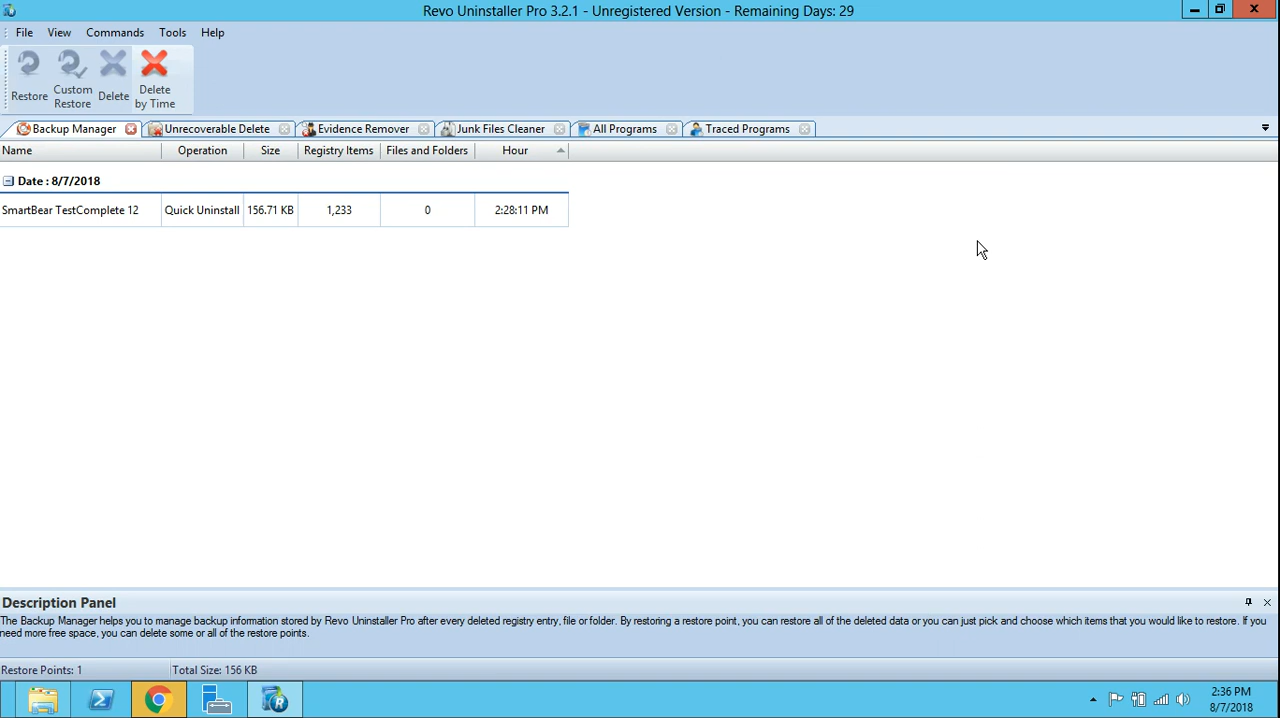 Revo Uninstaller Pro 3.2.1 - Unregistered Version - Remaining Days: 29
File View Commands Tools Help
Restore Custom Restore Delete Delete by Time
Backup Manager Unrecoverable Delete Evidence Remover Junk Files Cleaner All Programs Traced Programs
Name Operation Size Registry Items Files and Folders Hour
Date : 8/7/2018
SmartBear TestComplete 12 Quick Uninstall 156.71 KB 1,233 0 2:28:11 PM
Description Panel
The Backup Manager helps you to manage backup information stored by Revo Uninstaller Pro after every deleted registry entry, file or folder. By restoring a restore point, you can restore all of the deleted data or you can just pick and choose which items that you would like to restore. If you
need more free space, you can delete some or all of the restore points.
Restore Points: 1 Total Size: 156 KB
2:36 PM
8/7/2018